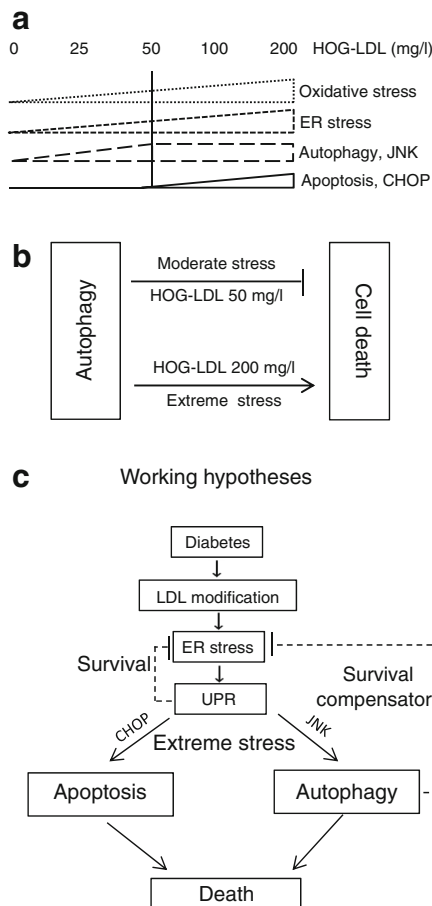 a
0 25 50 100 200 HOG-LDL (mg/l)
Oxidative stress
ER stress
Autophagy, JNK
Apoptosis, CHOP
b
Autophagy
Moderate stress
HOG-LDL 50 mg/l
HOG-LDL 200 mg/l
Extreme stress
Cell death
c
Working hypotheses
Diabetes
LDL modification
ER stress
Survival
Survival
compensator
UPR
CHOP
JNK
Extreme stress
Apoptosis
Autophagy
Death